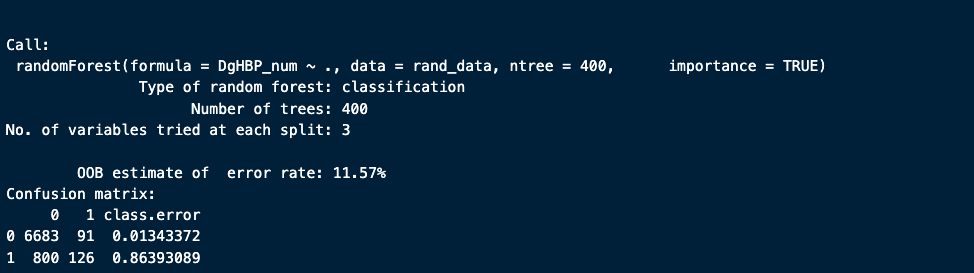 Call:
 randomForest(formula = DgHBP_num ~ ., data = rand_data, ntree = 400,      importance = TRUE)
               Type of random forest: classification
                     Number of trees: 400
No. of variables tried at each split: 3

        OOB estimate of  error rate: 11.57%
Confusion matrix:
     0   1 class.error
0 6683  91  0.01343372
1  800 126  0.86393089